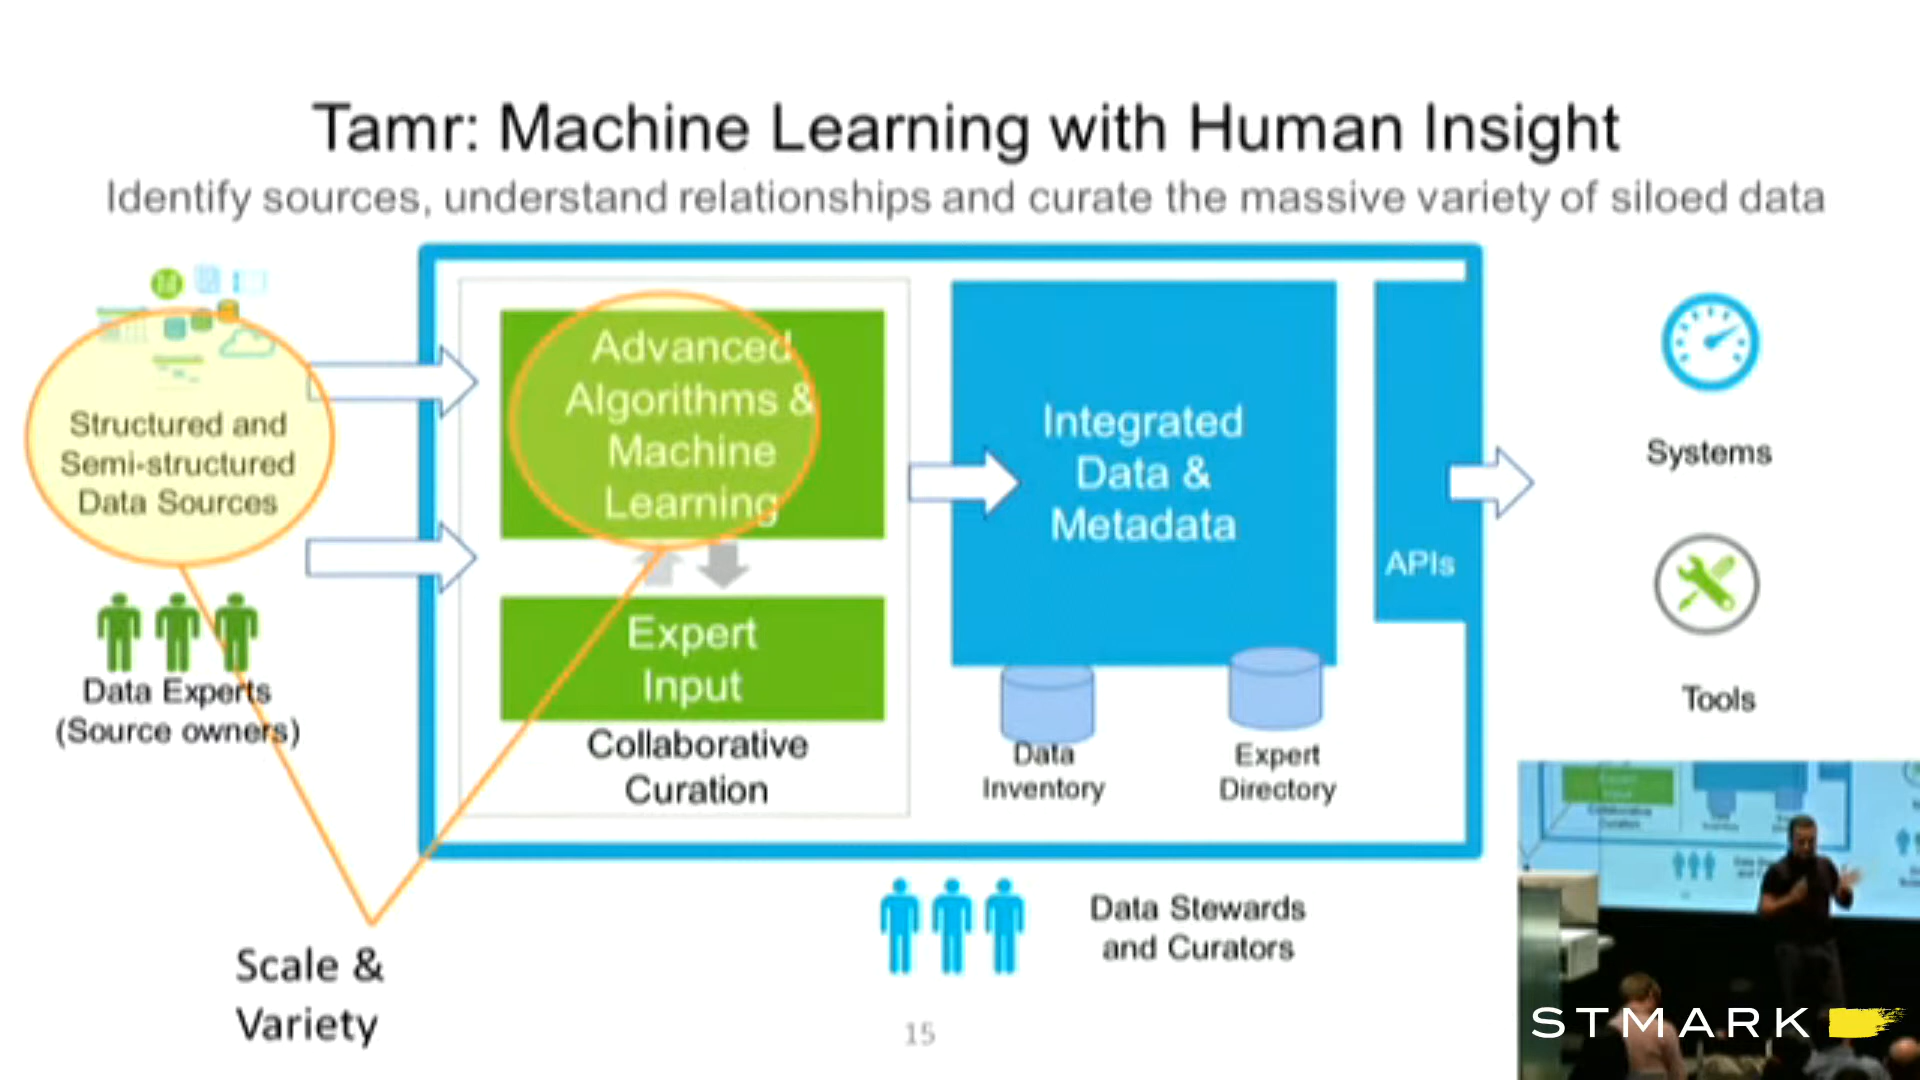 Tamr: Machine Learning with Human Insight
Identify sources, understand relationships and curate the massive variety of siloed data
Structured and
Semi-structured
Data Sources
Data Experts
(Source owners)
Scale &
Variety
Advanced
Algorithms &
Machine
Learning
Expert
Input
Collaborative
Curation
Integrated
Data &
Metadata
Data
Inventory
Expert
Directory
APIs
Systems
Tools
Data Stewards
and Curators
15
STMARK